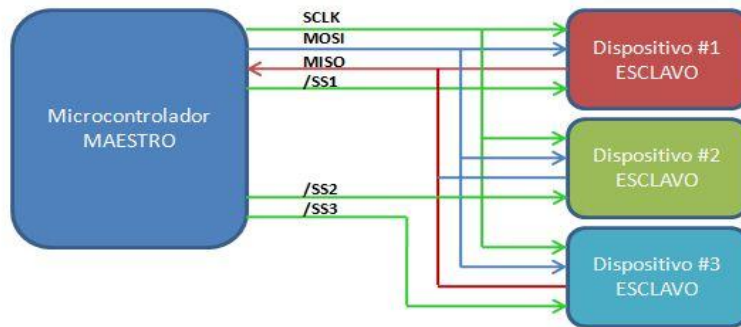 SCLK
MOSI
MISO
/SS1
Microcontrolador
MAESTRO
/SS2
/SS3
Dispositivo #1
ESCLAVO
Dispositivo #2
ESCLAVO
Dispositivo #3
ESCLAVO